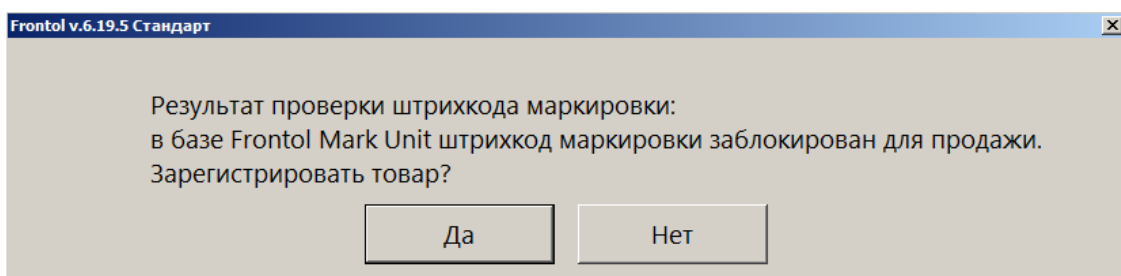 Frontol v.6.19.5 Стандарт
Результат проверки штрихкода маркировки:
в базе Frontol Mark Unit штрихкод маркировки заблокирован для продажи.
Зарегистрировать товар?
Да Нет